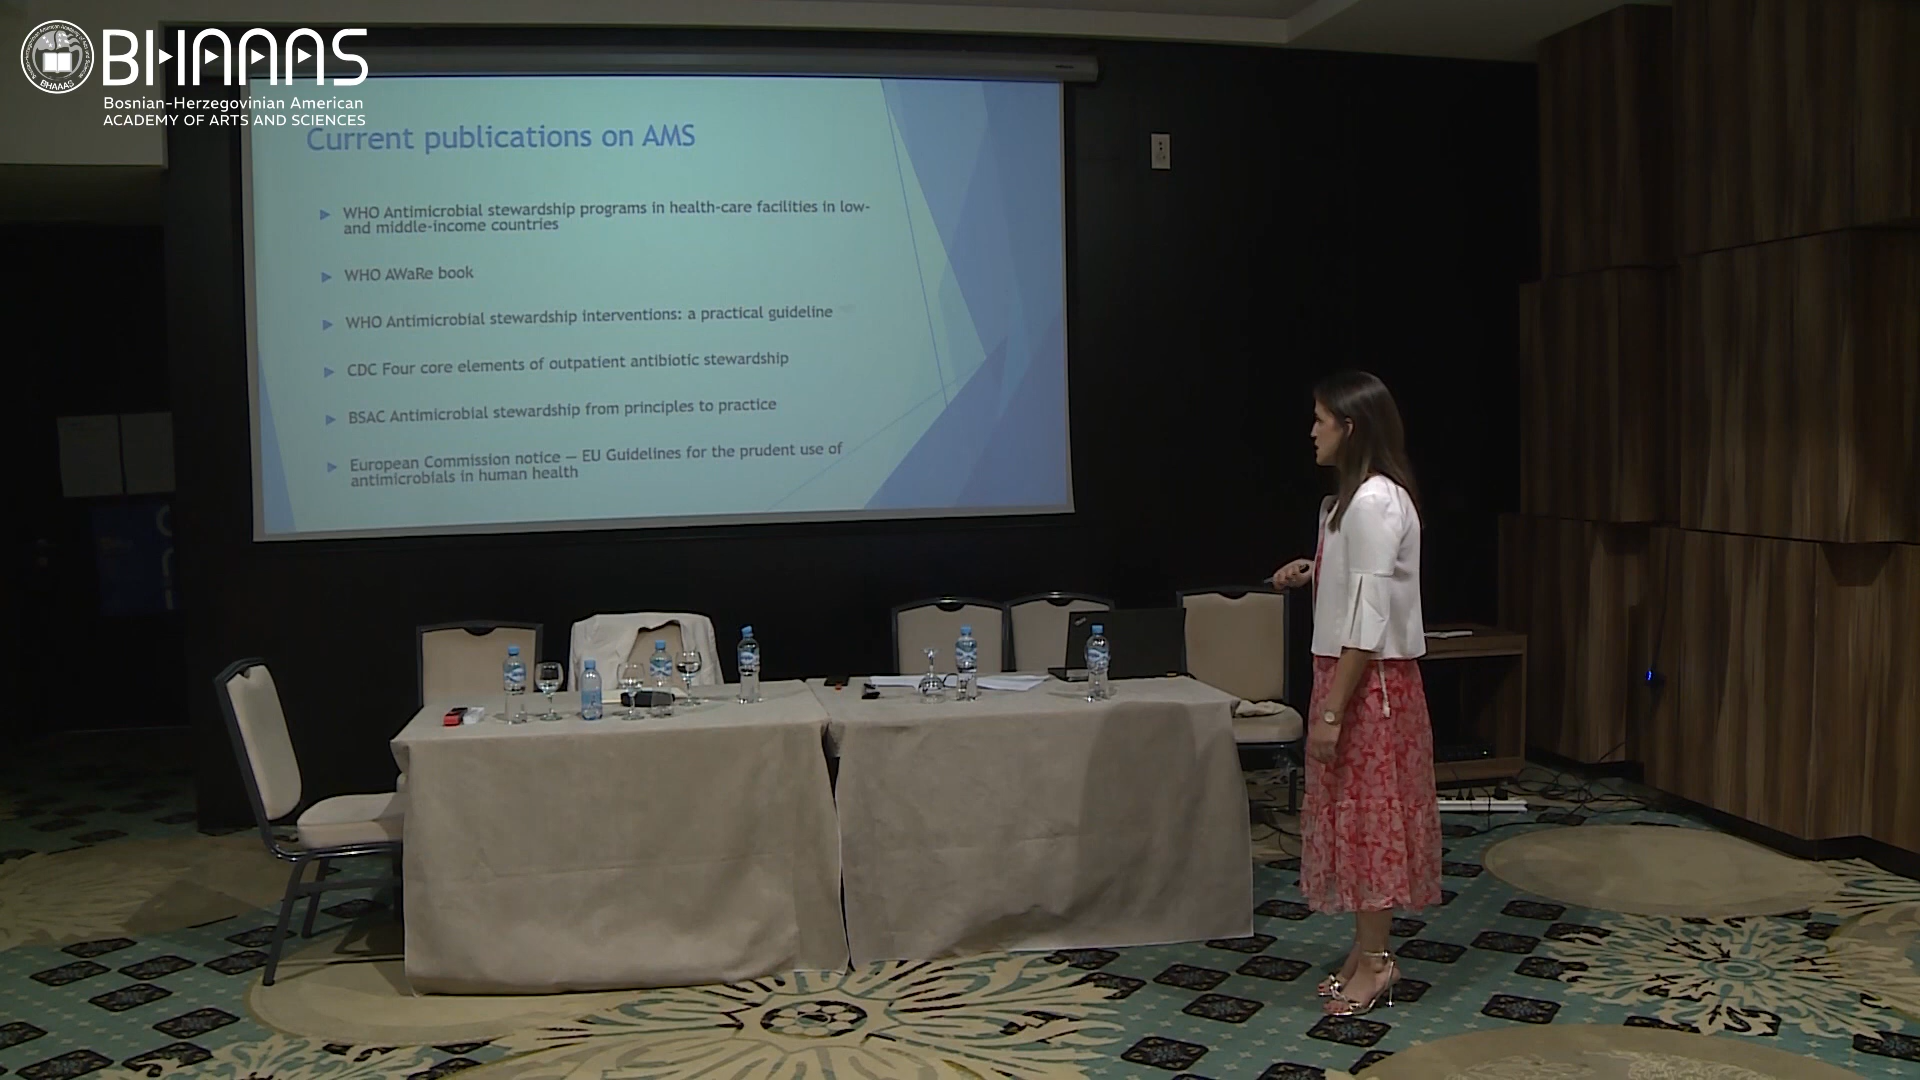 BHAAAS
Bosnian-Herzegovinian American
ACADEMY OF ARTS AND SCIENCES
BHAAAS
Current publications on AMS
WHO Antimicrobial stewardship programs in health-care facilities in low-
and middle-income countries
WHO AWaRe book
WHO Antimicrobial stewardship interventions: a practical guideline
CDC Four core elements of outpatient antibiotic stewardship
BSAC Antimicrobial stewardship from principles to practice
European Commission notice — EU Guidelines for the prudent use of
antimicrobials in human health